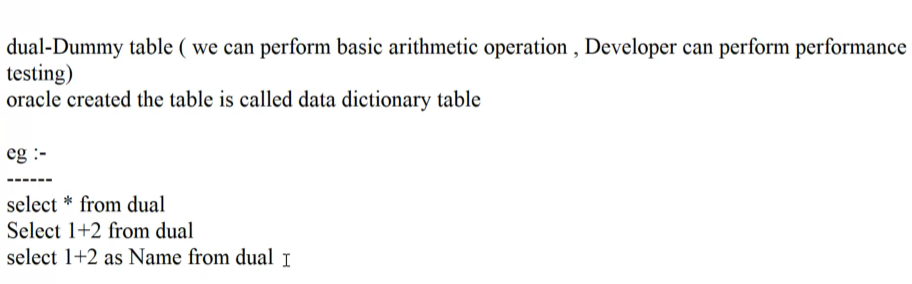 dual-Dummy table ( we can perform basic arithmetic operation , Developer can perform performance
testing)
oracle created the table is called data dictionary table
eg :-
------
select * from dual
Select 1+2 from dual
select 1+2 as Name from dual